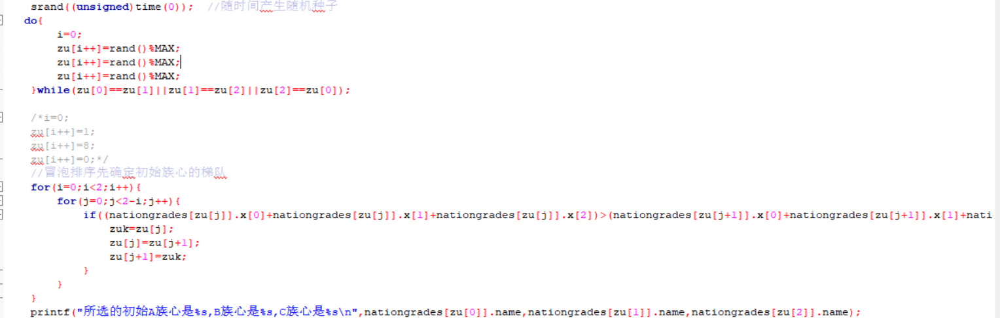 srand((unsigned)time(0));  //随时间产生随机种子
do{
i=0;
zu[i++]=rand()%MAX;
zu[i++]=rand()%MAX;
zu[i++]=rand()%MAX;
}while(zu[0]==zu[1]||zu[1]==zu[2]||zu[2]==zu[0]);
/*i=0;
zu[i++]=1;
zu[i++]=8;
zu[i++]=0;*/
//冒泡排序先确定初始族心的梯队
for(i=0;i<2;i++){
for(j=0;j<2-i;j++){
if((nationgrades[zu[j]].x[0]+nationgrades[zu[j]].x[1]+nationgrades[zu[j]].x[2])>(nationgrades[zu[j+1]].x[0]+nationgrades[zu[j+1]].x[1]+nati
zuk=zu[j];
zu[j]=zu[j+1];
zu[j+1]=zuk;
}
}
}
printf("所选的初始A族心是%s,B族心是%s,C族心是%s\n",nationgrades[zu[0]].name,nationgrades[zu[1]].name,nationgrades[zu[2]].name);